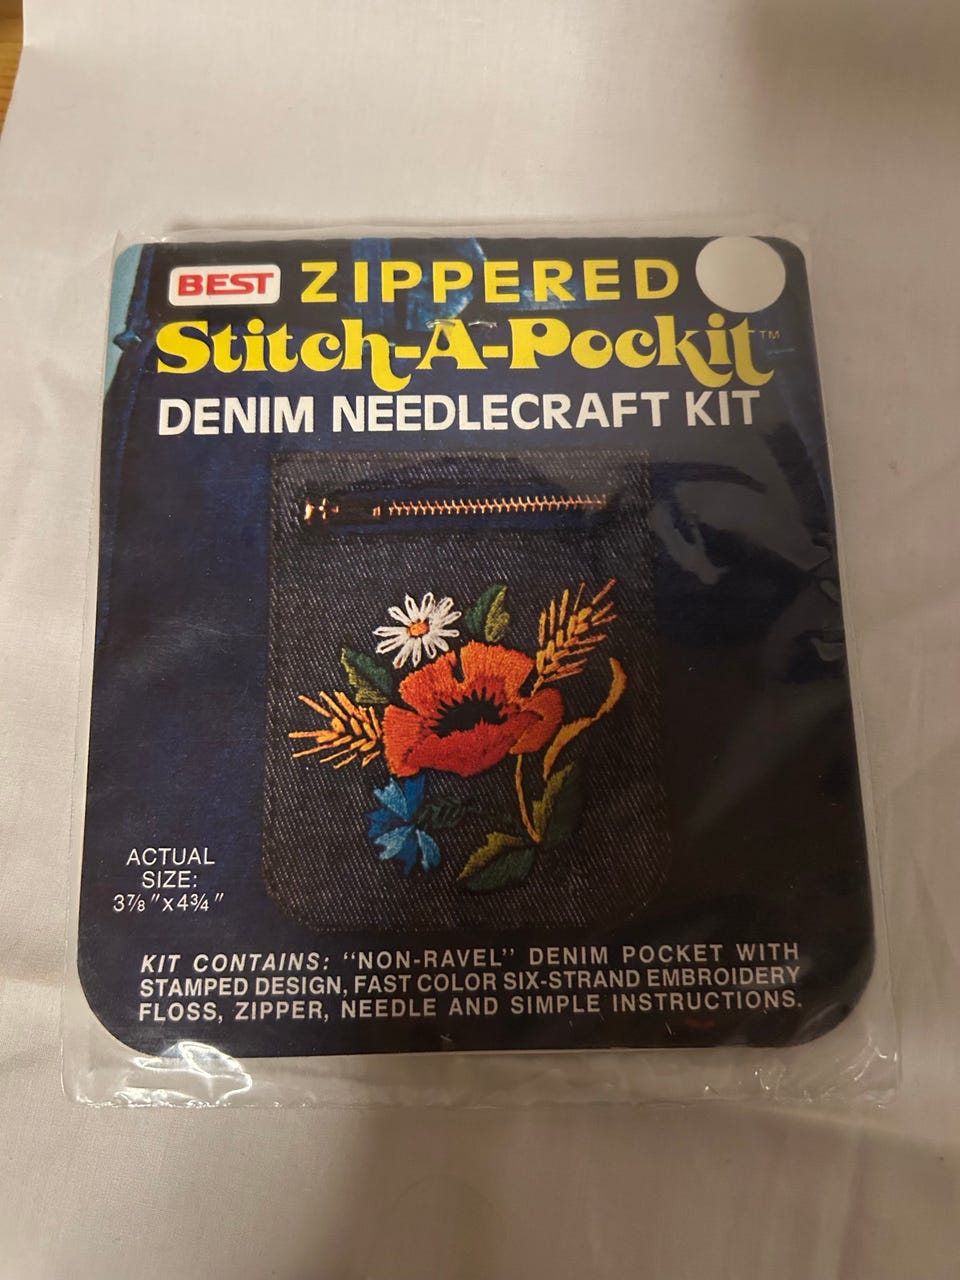 BEST ZIPPERED
Stitch-A-Pockit™
DENIM NEEDLECRAFT KIT
ACTUAL
SIZE:
3⅞" x 4¾"
KIT CONTAINS: "NON-RAVEL" DENIM POCKET WITH
STAMPED DESIGN, FAST COLOR SIX-STRAND EMBROIDERY
FLOSS, ZIPPER, NEEDLE AND SIMPLE INSTRUCTIONS.